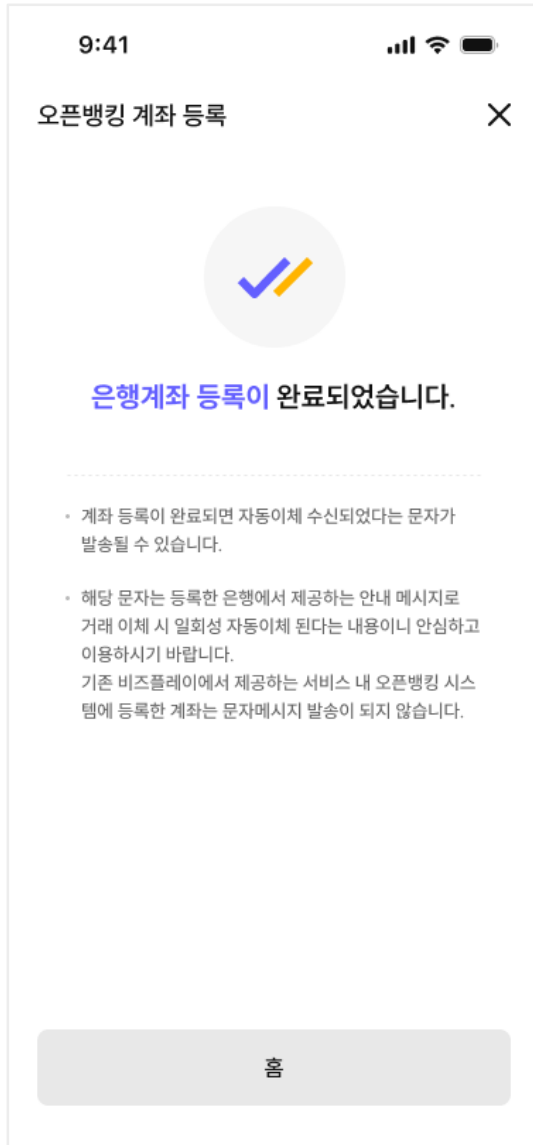 9:41
오픈뱅킹 계좌 등록
은행계좌 등록이 완료되었습니다.
계좌 등록이 완료되면 자동이체 수신되었다는 문자가
발송될 수 있습니다.
해당 문자는 등록한 은행에서 제공하는 안내 메시지로
거래 이체 시 일회성 자동이체 된다는 내용이니 안심하고
이용하시기 바랍니다.
기존 비즈플레이에서 제공하는 서비스 내 오픈뱅킹 시스
템에 등록한 계좌는 문자메시지 발송이 되지 않습니다.
홈